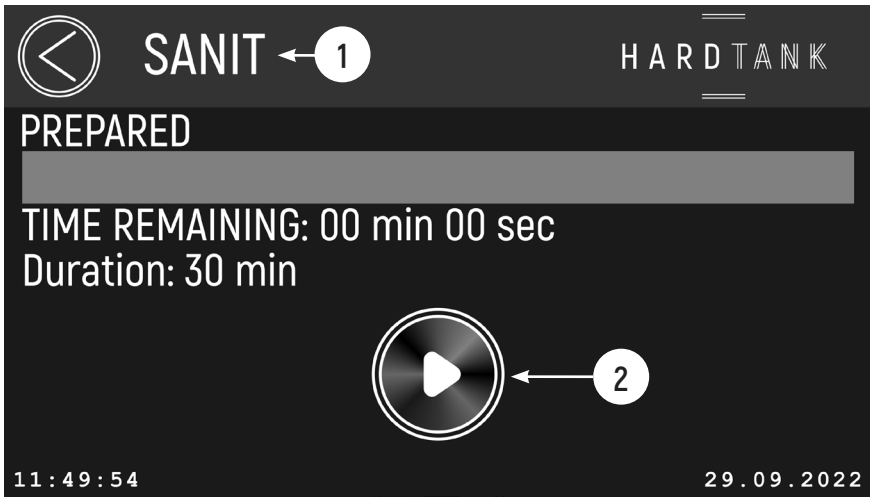 SANIT
1
HARDTANK
PREPARED
TIME REMAINING: 00 min 00 sec
Duration: 30 min
2
11:49:54
29.09.2022